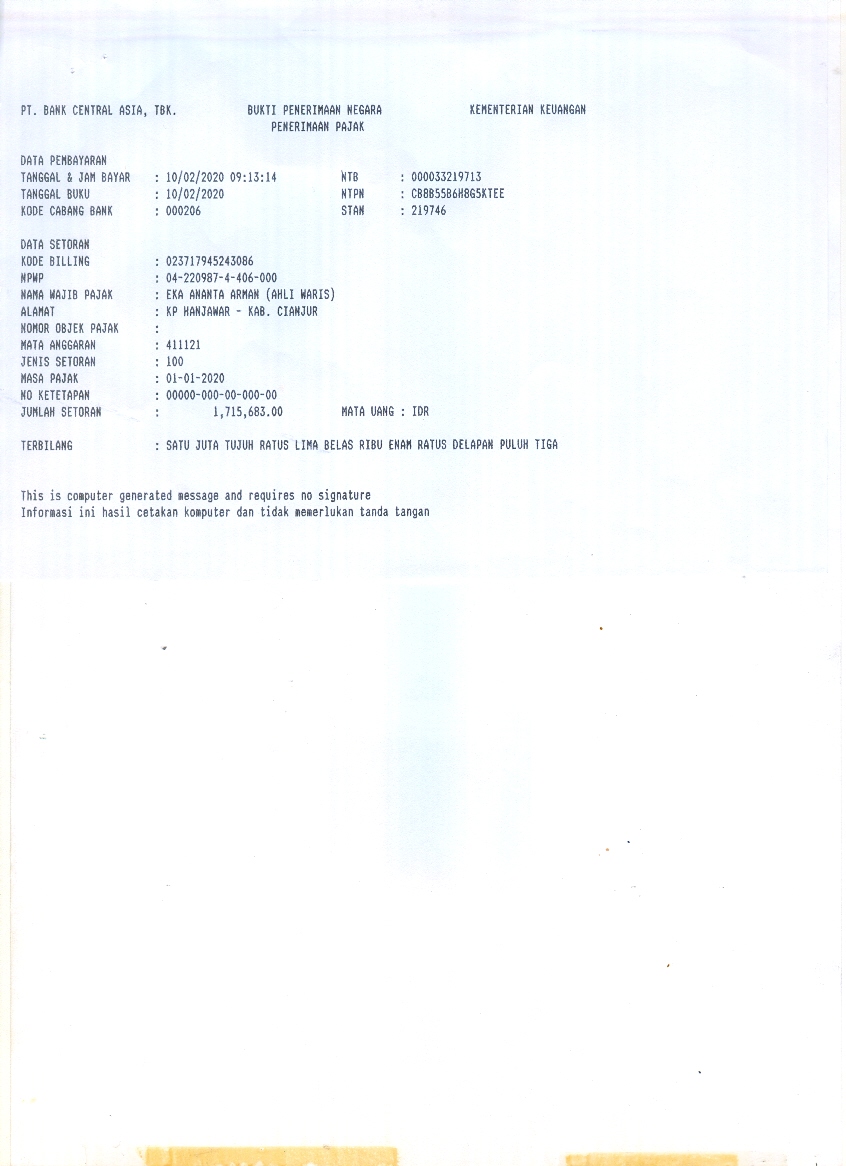 PT. BANK CENTRAL ASIA, TBK. BUKTI PENERIMAAN NEGARA KEMENTERIAN KEUANGAN
PENERIMAAN PAJAK
DATA PEMBAYARAN
TANGGAL & JAM BAYAR : 10/02/2020 09:13:14 NTB : 000033219713
TANGGAL BUKU : 10/02/2020 NTPN : CB8B55B6H8G5KTEE
KODE CABANG BANK : 000206 STAN : 219746
DATA SETORAN
KODE BILLING : 023717945243086
NPWP : 04-220987-4-406-000
NAMA WAJIB PAJAK : EKA ANANTA ARMAN (AHLI WARIS)
ALAMAT : KP HANJAWAR - KAB. CIANJUR
NOMOR OBJEK PAJAK :
MATA ANGGARAN : 411121
JENIS SETORAN : 100
MASA PAJAK : 01-01-2020
NO KETETAPAN : 00000-000-00-000-00
JUMLAH SETORAN : 1,715,683.00 MATA UANG : IDR
TERBILANG : SATU JUTA TUJUH RATUS LIMA BELAS RIBU ENAM RATUS DELAPAN PULUH TIGA
This is computer generated message and requires no signature
Informasi ini hasil cetakan komputer dan tidak memerlukan tanda tangan